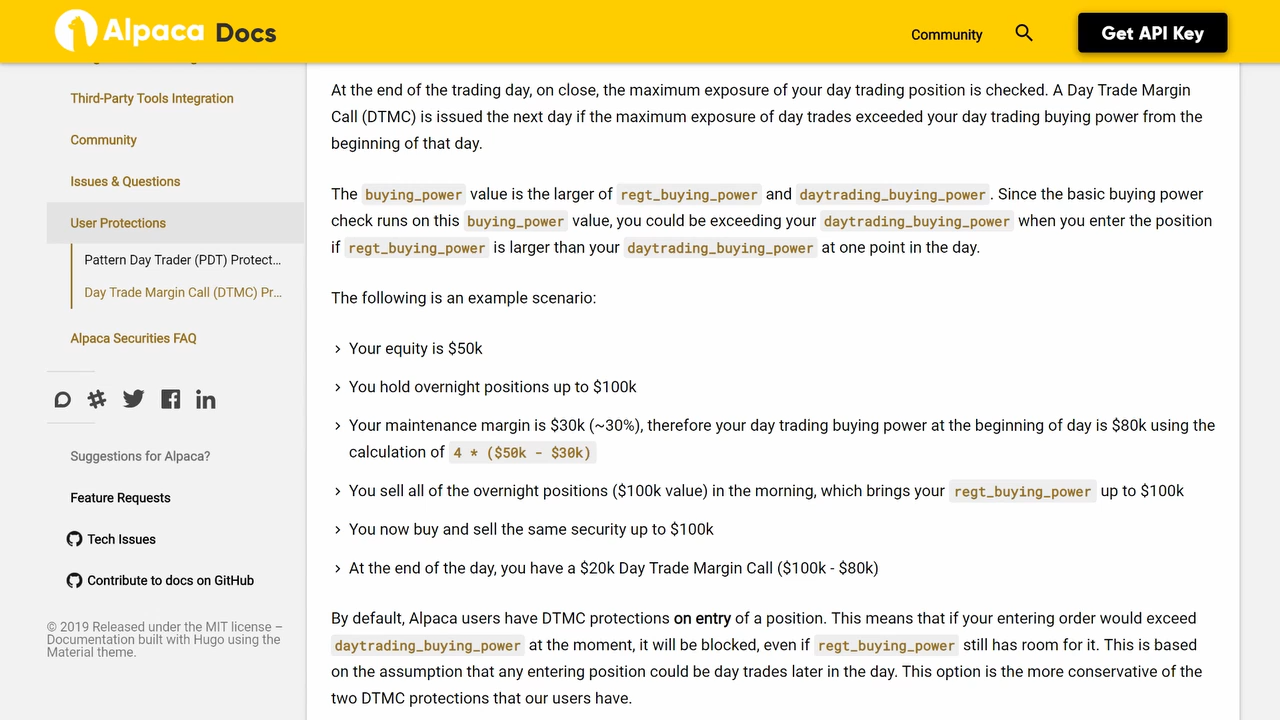 Alpaca Docs
Community
Get API Key
Third-Party Tools Integration
Community
Issues & Questions
User Protections
Pattern Day Trader (PDT) Protect...
Day Trade Margin Call (DTMC) Pr...
Alpaca Securities FAQ
Suggestions for Alpaca?
Feature Requests
Tech Issues
Contribute to docs on GitHub
© 2019 Released under the MIT license –
Documentation built with Hugo using the
Material theme.
At the end of the trading day, on close, the maximum exposure of your day trading position is checked. A Day Trade Margin
Call (DTMC) is issued the next day if the maximum exposure of day trades exceeded your day trading buying power from the
beginning of that day.
The buying_power value is the larger of regt_buying_power and daytrading_buying_power. Since the basic buying power
check runs on this buying_power value, you could be exceeding your daytrading_buying_power when you enter the position
if regt_buying_power is larger than your daytrading_buying_power at one point in the day.
The following is an example scenario:
› Your equity is $50k
› You hold overnight positions up to $100k
› Your maintenance margin is $30k (~30%), therefore your day trading buying power at the beginning of day is $80k using the
calculation of 4 * ($50k - $30k)
› You sell all of the overnight positions ($100k value) in the morning, which brings your regt_buying_power up to $100k
› You now buy and sell the same security up to $100k
› At the end of the day, you have a $20k Day Trade Margin Call ($100k - $80k)
By default, Alpaca users have DTMC protections on entry of a position. This means that if your entering order would exceed
daytrading_buying_power at the moment, it will be blocked, even if regt_buying_power still has room for it. This is based
on the assumption that any entering position could be day trades later in the day. This option is the more conservative of the
two DTMC protections that our users have.